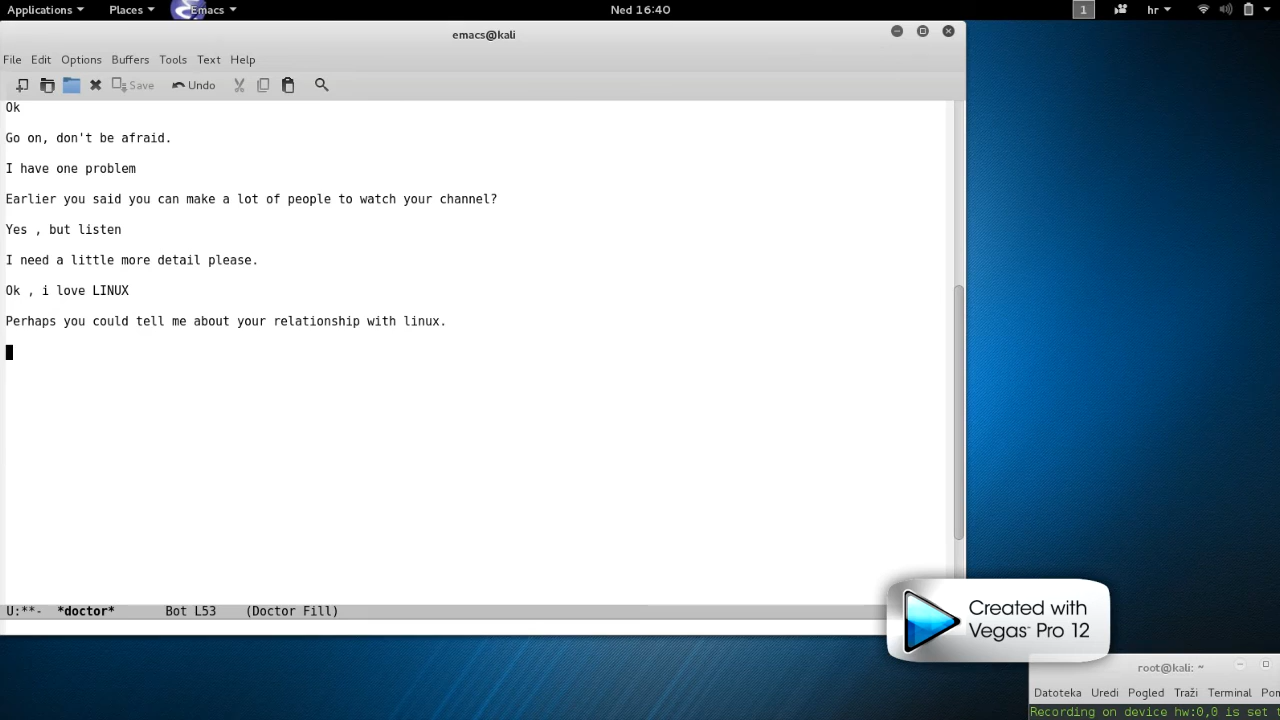 Applications Places Emacs Ned 16:40 1 hr
emacs@kali
File Edit Options Buffers Tools Text Help
Save Undo
Ok
Go on, don't be afraid.
I have one problem
Earlier you said you can make a lot of people to watch your channel?
Yes , but listen
I need a little more detail please.
Ok , i love LINUX
Perhaps you could tell me about your relationship with linux.
U:**- *doctor* Bot L53 (Doctor Fill)
Created with
Vegas™ Pro 12
root@kali: ~
Datoteka Uredi Pogled Traži Terminal Pom
Recording on device hw:0,0 is set t